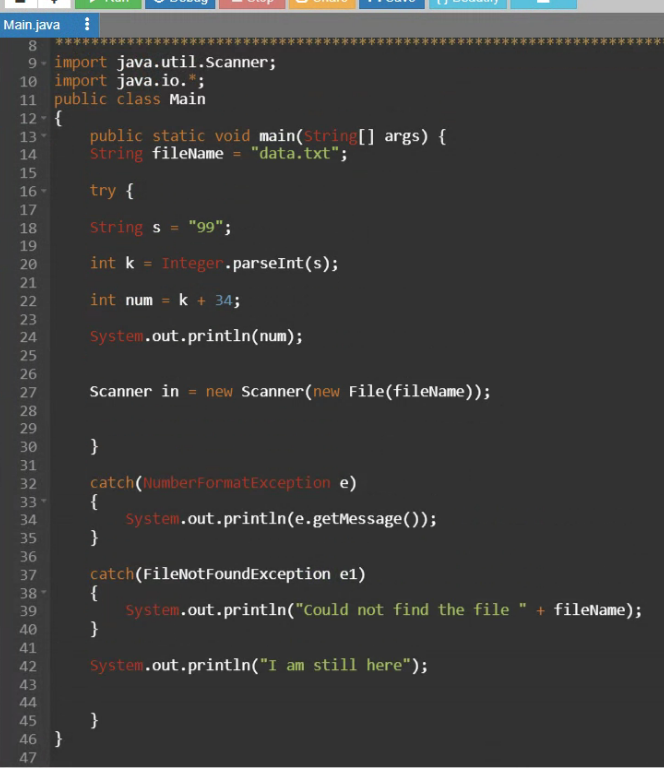 Main.java
8 ********************************************************************
9 import java.util.Scanner;
10 import java.io.*;
11 public class Main
12 {
13 public static void main(String[] args) {
14 String fileName = "data.txt";
15
16 try {
17
18 String s = "99";
19
20 int k = Integer.parseInt(s);
21
22 int num = k + 34;
23
24 System.out.println(num);
25
26
27 Scanner in = new Scanner(new File(fileName));
28
29
30 }
31
32 catch(NumberFormatException e)
33 {
34 System.out.println(e.getMessage());
35 }
36
37 catch(FileNotFoundException e1)
38 {
39 System.out.println("Could not find the file " + fileName);
40 }
41
42 System.out.println("I am still here");
43
44
45 }
46 }
47